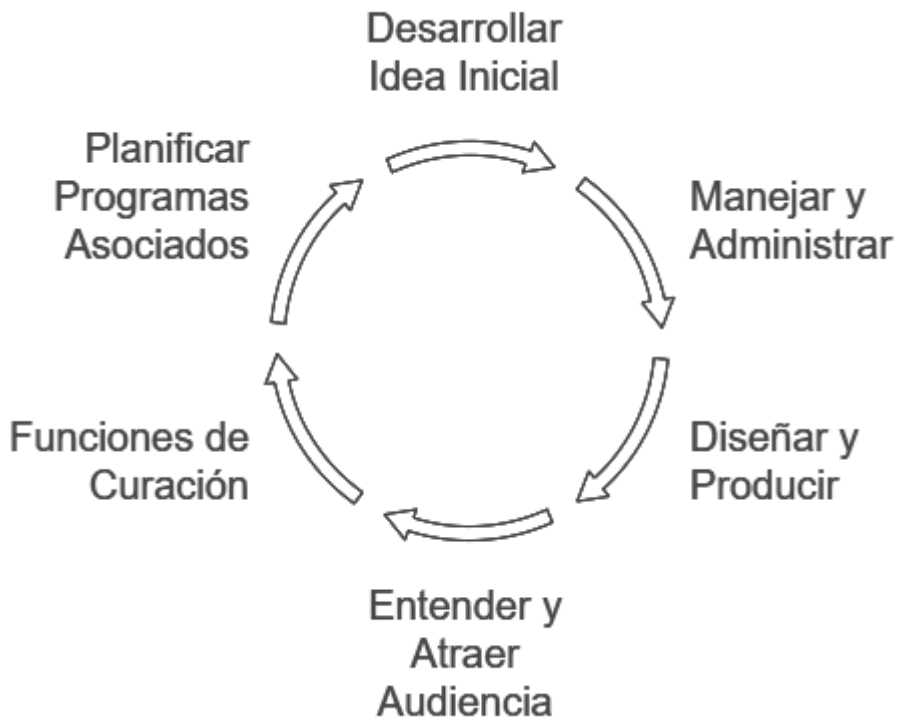 Desarrollar
Idea Inicial
Manejar y
Administrar
Diseñar y
Producir
Entender y
Atraer
Audiencia
Funciones de
Curación
Planificar
Programas
Asociados